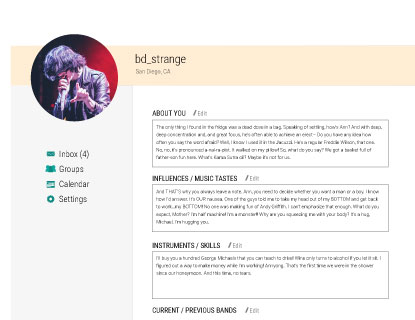 bd_strange
San Diego, CA
Inbox (4)
Groups
Calendar
Settings
ABOUT YOU Edit
The only thing I found in the fridge was a dead dove in a bag. Speaking of settling, how's Ann? And with deep,
deep concentration and, and great focus, he's often able to achieve an erect – Do you have any idea how
often you say the word afraid? Well, I know I used it in the Jacuzzi. He's a regular Freddie Wilson, that one.
No, no, it's pronounced a-nal-ra-pist. It walked on my pillow! So, what do you say? We got a basket full of
father-son fun here. What's Kama Sutra oil? Maybe it's not for us.
INFLUENCES / MUSIC TASTES Edit
And THAT'S why you always leave a note. Ann, you need to decide whether you want a man or a boy. I know
how I'd answer. It's OUR nausea. One of the guys told me to take my head out of my BOTTOM and get back
to work. My BOTTOM! No one was making fun of Andy Griffith. I can't emphasize that enough. What do you
expect, Mother? I'm half machine! I'm a monster!! Why are you squeezing me with your body? It's a hug,
Michael. I'm hugging you.
INSTRUMENTS / SKILLS Edit
I'll buy you a hundred George Michaels that you can teach to drive! Wine only turns to alcohol if you let it sit. I
figured out a way to make money while I'm working! Annyong. That's the first time we were in the shower
since our honeymoon. And this time, no tears.
CURRENT / PREVIOUS BANDS Edit